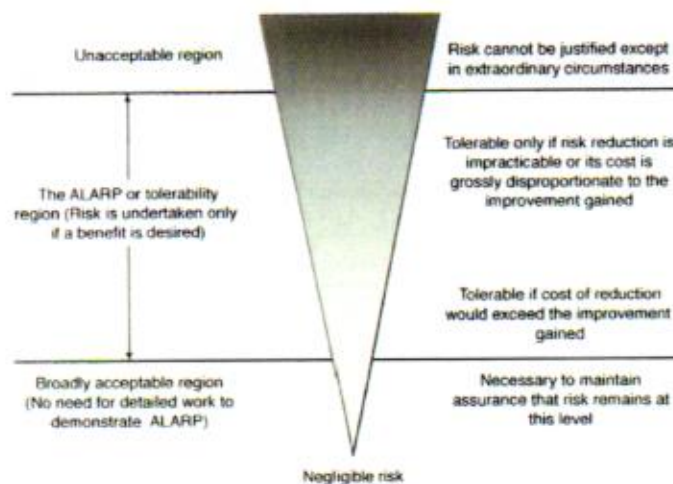 Unacceptable region
Risk cannot be justified except
in extraordinary circumstances
The ALARP or tolerability
region (Risk is undertaken only
if a benefit is desired)
Tolerable only if risk reduction is
impracticable or its cost is
grossly disproportionate to the
improvement gained
Tolerable if cost of reduction
would exceed the improvement
gained
Broadly acceptable region
(No need for detailed work to
demonstrate ALARP)
Necessary to maintain
assurance that risk remains at
this level
Negligible risk